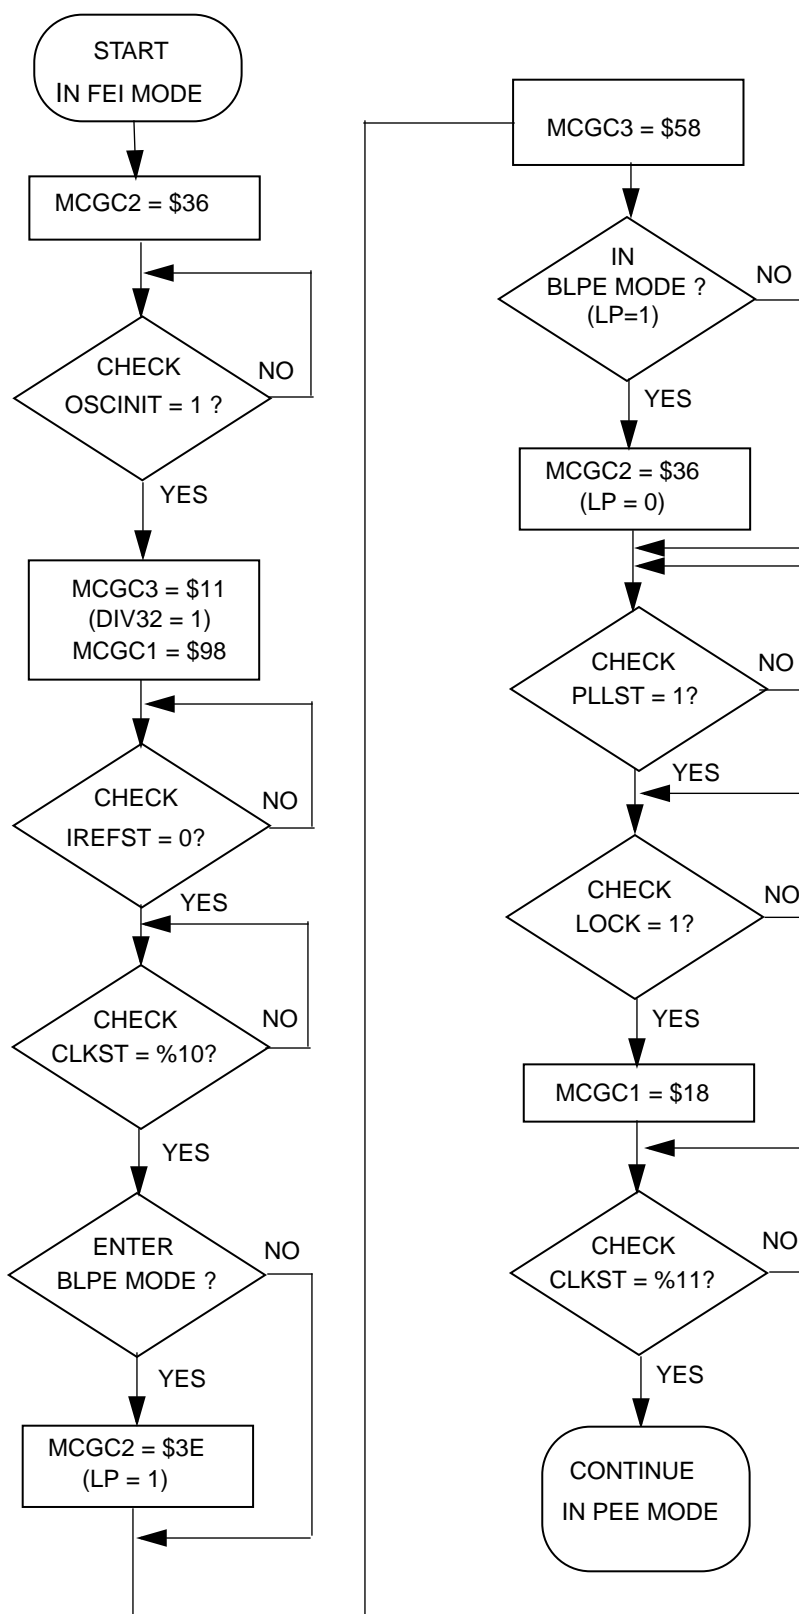 START
IN FEI MODE
MCGC2 = $36
CHECK
OSCINIT = 1 ?
NO
YES
MCGC3 = $11
(DIV32 = 1)
MCGC1 = $98
CHECK
IREFST = 0?
NO
YES
CHECK
CLKST = %10?
NO
YES
ENTER
BLPE MODE ?
NO
YES
MCGC2 = $3E
(LP = 1)
MCGC3 = $58
IN
BLPE MODE ?
(LP=1)
NO
YES
MCGC2 = $36
(LP = 0)
CHECK
PLLST = 1?
NO
YES
CHECK
LOCK = 1?
NO
YES
MCGC1 = $18
CHECK
CLKST = %11?
NO
YES
CONTINUE
IN PEE MODE